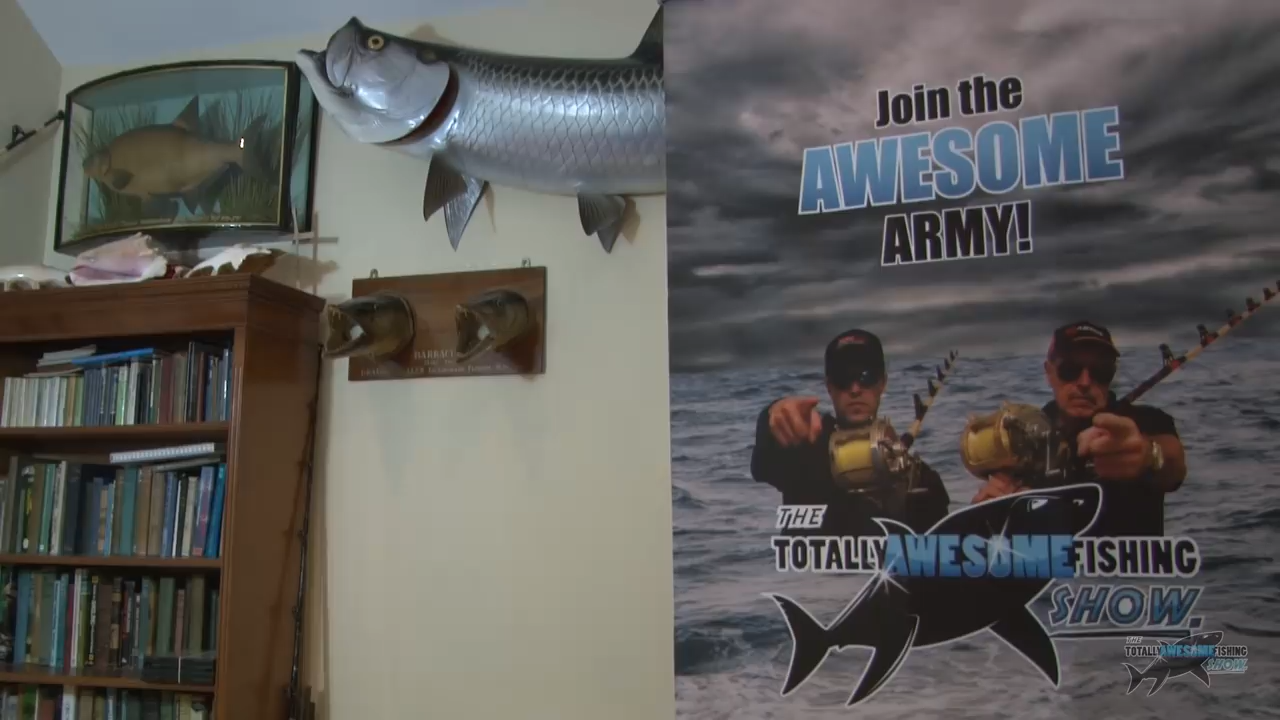 Join the
AWESOME
ARMY!
THE
TOTALLY AWESOME FISHING
SHOW.
THE
TOTALLY AWESOME FISHING
SHOW.